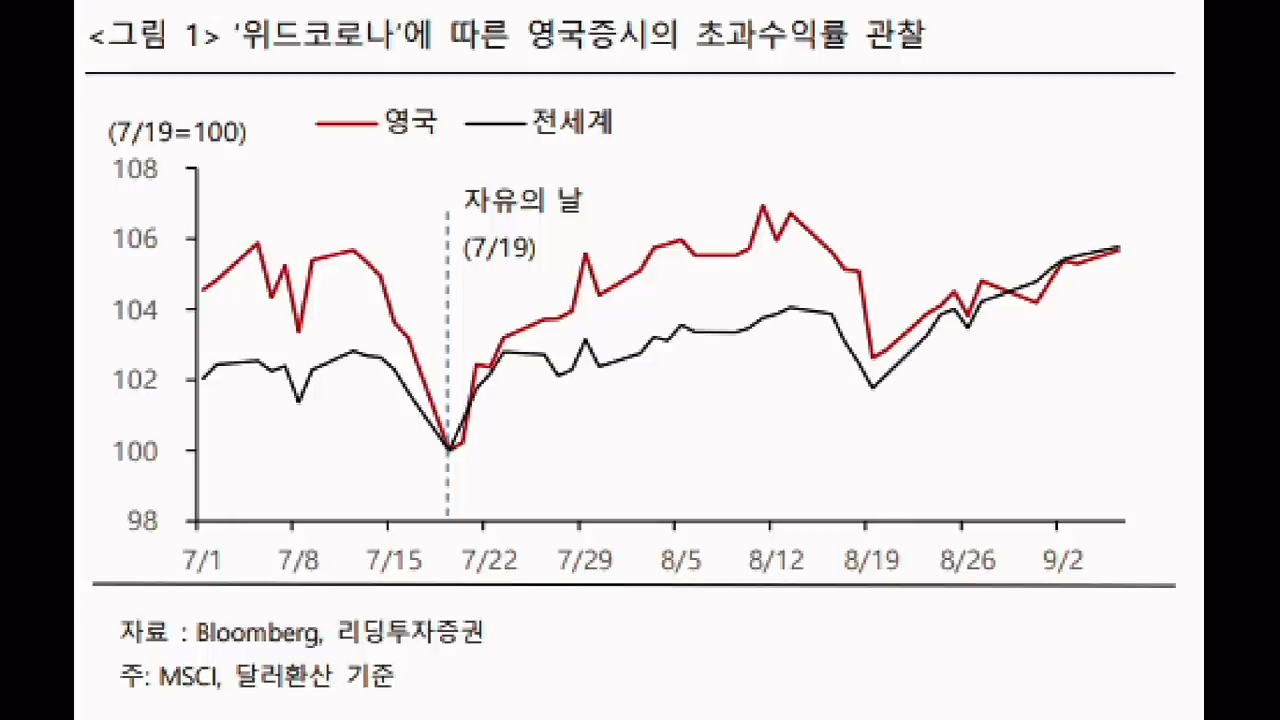 <그림 1> '위드코로나'에 따른 영국증시의 초과수익률 관찰
(7/19=100)
영국 전세계
108
자유의 날
106
(7/19)
104
102
100
98
7/1 7/8 7/15 7/22 7/29 8/5 8/12 8/19 8/26 9/2
자료 : Bloomberg, 리딩투자증권
주: MSCI, 달러환산 기준